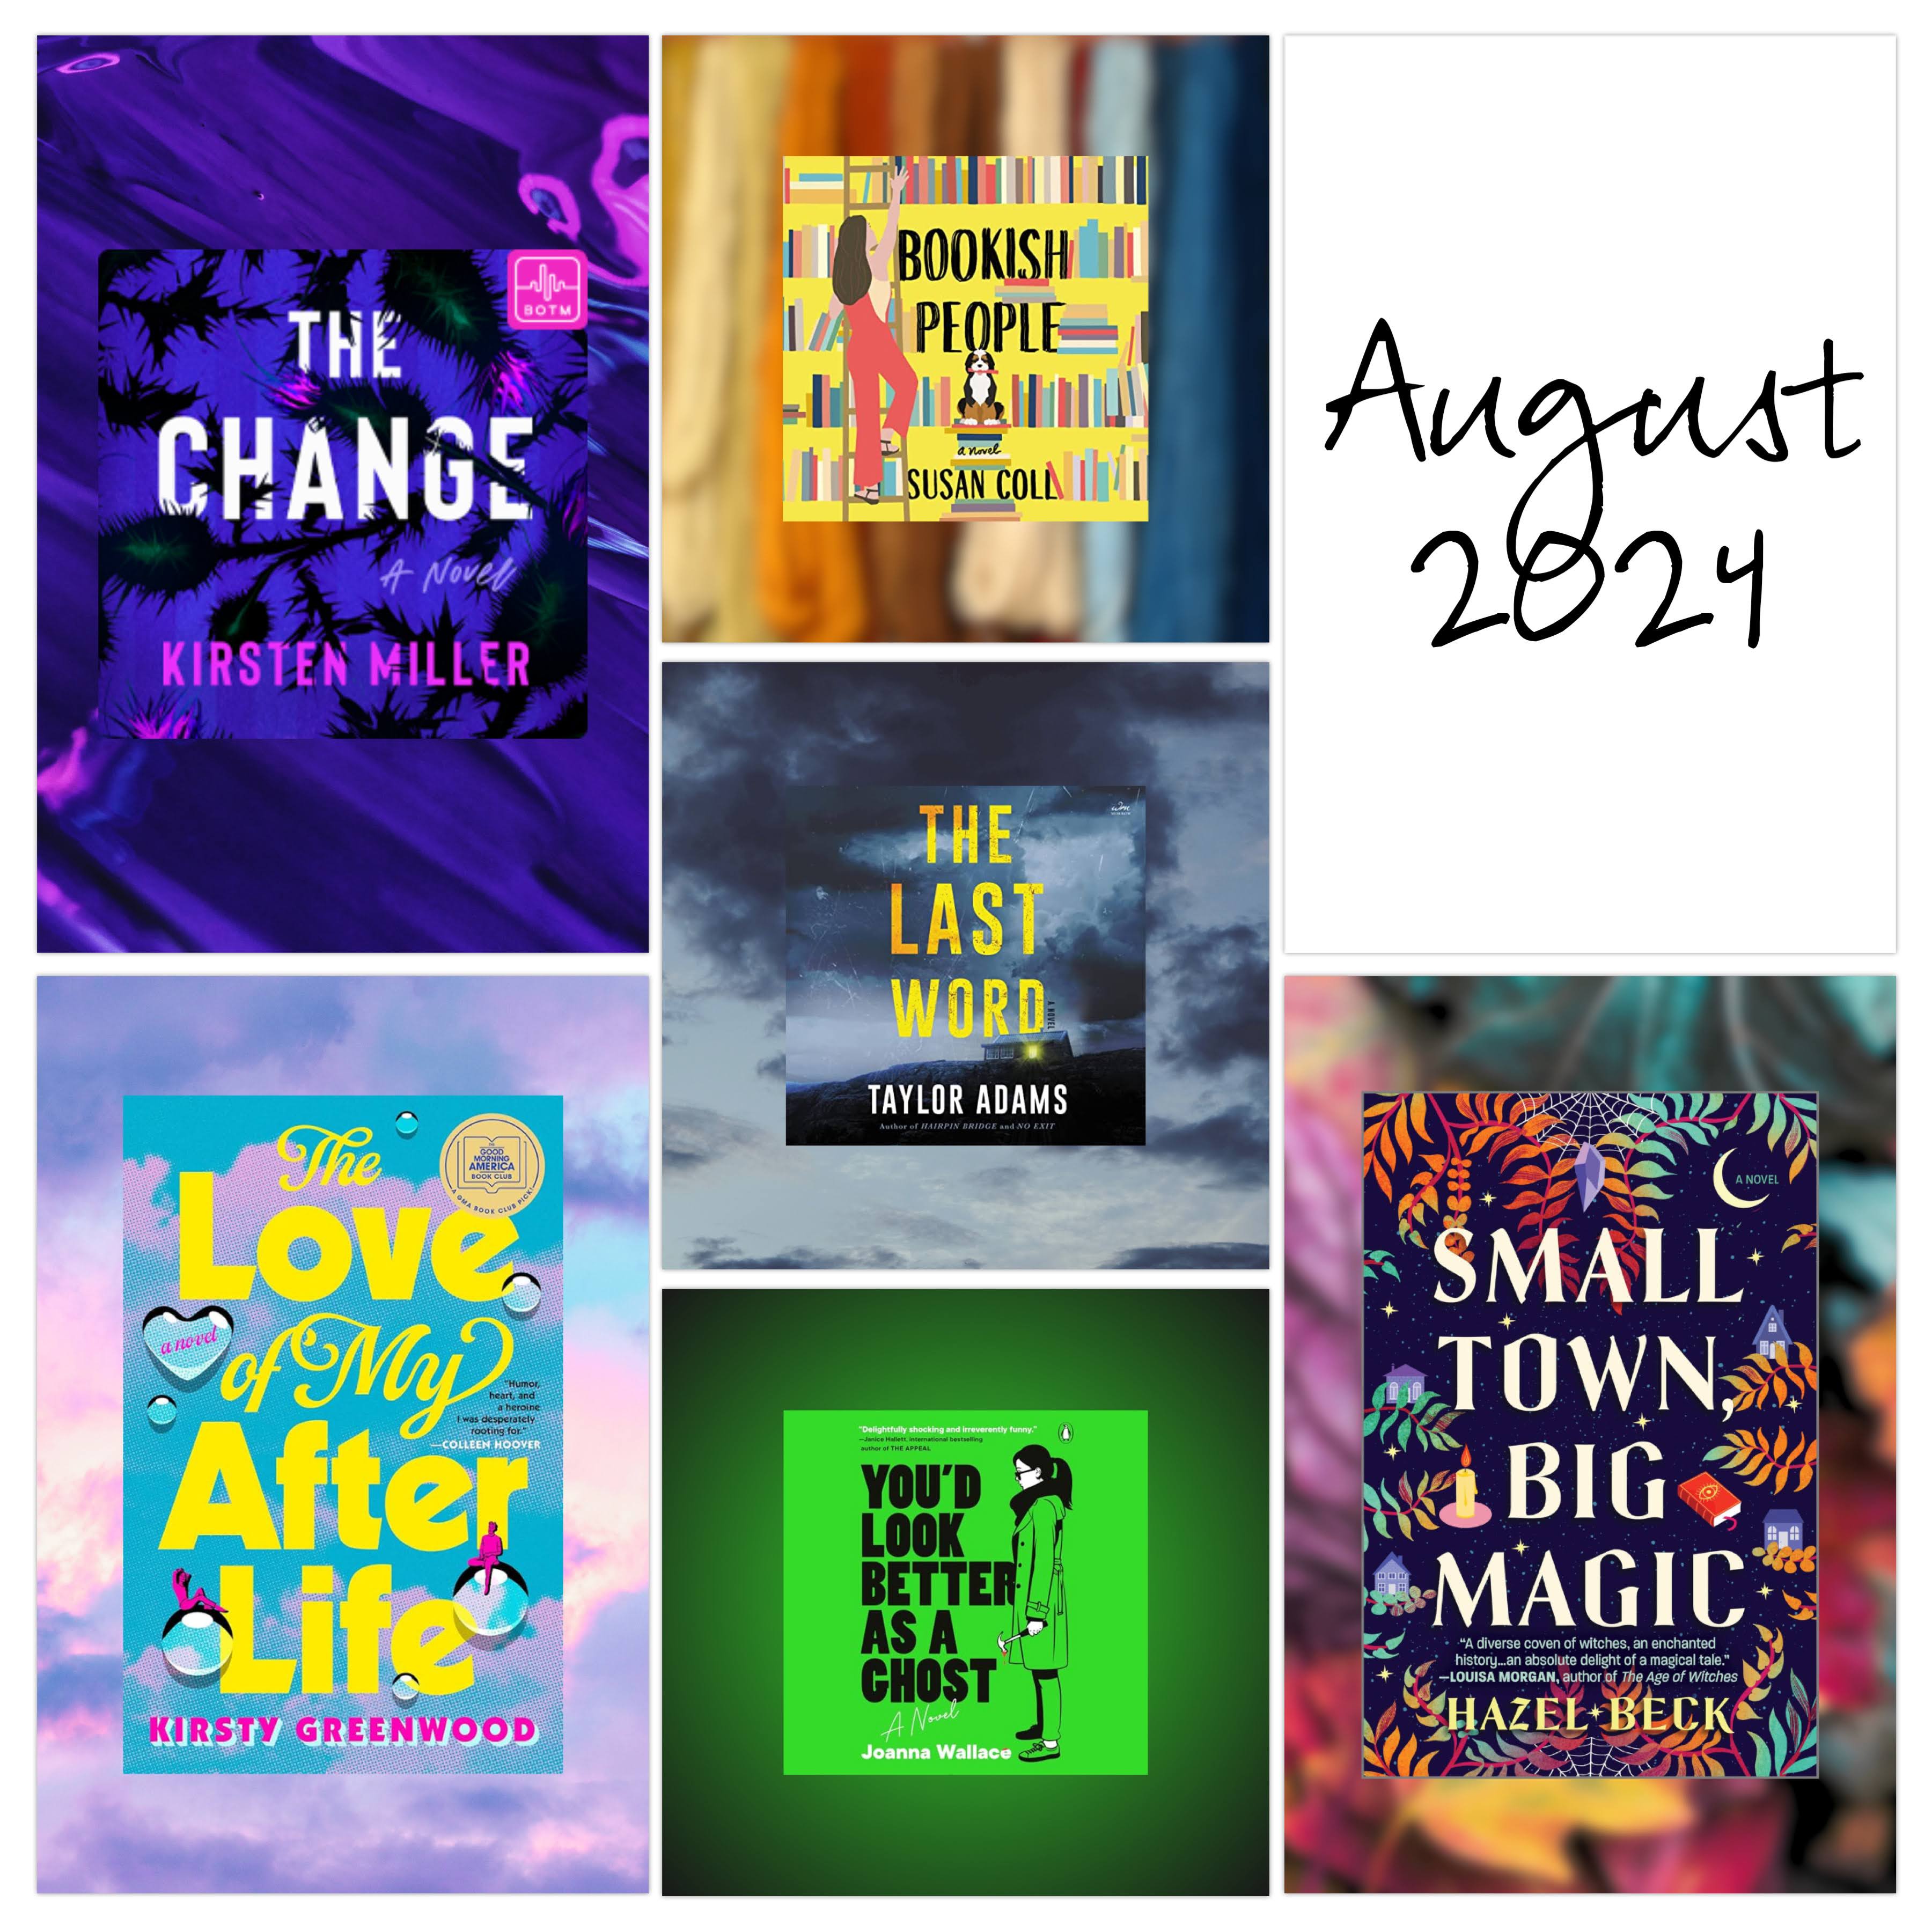 BOTM
THE
CHANGE
A Novel
KIRSTEN MILLER
BOOKISH
PEOPLE
a novel
SUSAN COLL
August
2024
THE
LAST
WORD
A NOVEL
TAYLOR ADAMS
Author of HAIRPIN BRIDGE and NO EXIT
The
Love
of My
After
Life
a novel
THE
GOOD
MORNING
AMERICA
BOOK CLUB
A GMA BOOK CLUB PICK!
"Humor,
heart, and
a heroine
I was desperately
rooting for."
—COLLEEN HOOVER
KIRSTY GREENWOOD
"Delightfully shocking and irreverently funny."
—Janice Hallett, international bestselling
author of THE APPEAL
YOU'D
LOOK
BETTER
AS A
GHOST
A Novel
Joanna Wallace
A NOVEL
SMALL
TOWN,
BIG
MAGIC
"A diverse coven of witches, an enchanted
history...an absolute delight of a magical tale."
—LOUISA MORGAN, author of The Age of Witches
HAZEL BECK